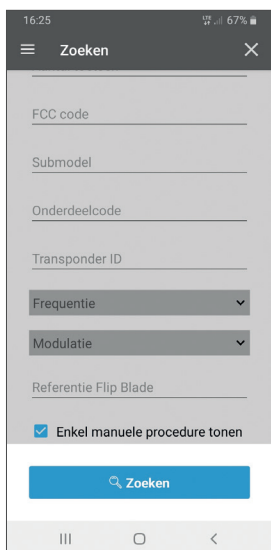 16:25 LTE 67%
Zoeken
FCC code
Submodel
Onderdeelcode
Transponder ID
Frequentie
Modulatie
Referentie Flip Blade
Enkel manuele procedure tonen
Zoeken